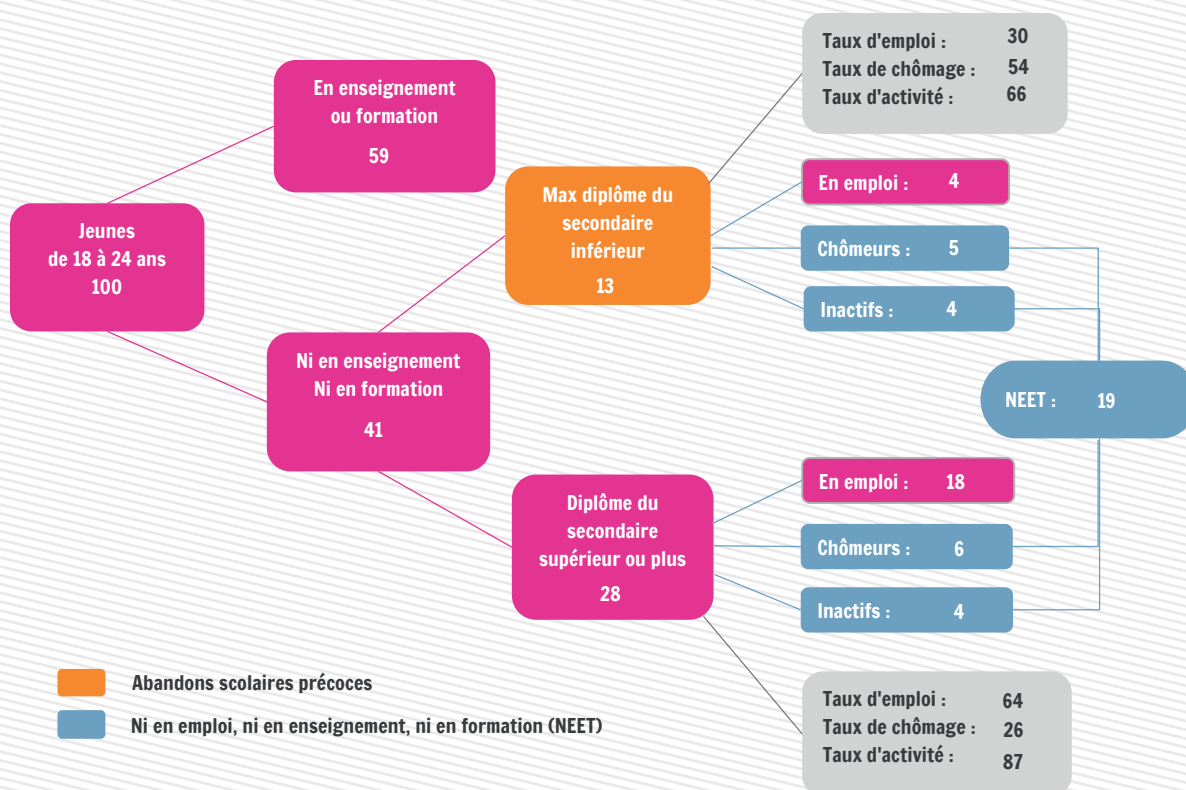 Jeunes
de 18 à 24 ans
100
En enseignement
ou formation
59
Ni en enseignement
Ni en formation
41
Max diplôme du
secondaire
inférieur
13
Diplôme du
secondaire
supérieur ou plus
28
Taux d'emploi : 30
Taux de chômage : 54
Taux d'activité : 66
En emploi : 4
Chômeurs : 5
Inactifs : 4
NEET : 19
En emploi : 18
Chômeurs : 6
Inactifs : 4
Taux d'emploi : 64
Taux de chômage : 26
Taux d'activité : 87
Abandons scolaires précoces
Ni en emploi, ni en enseignement, ni en formation (NEET)